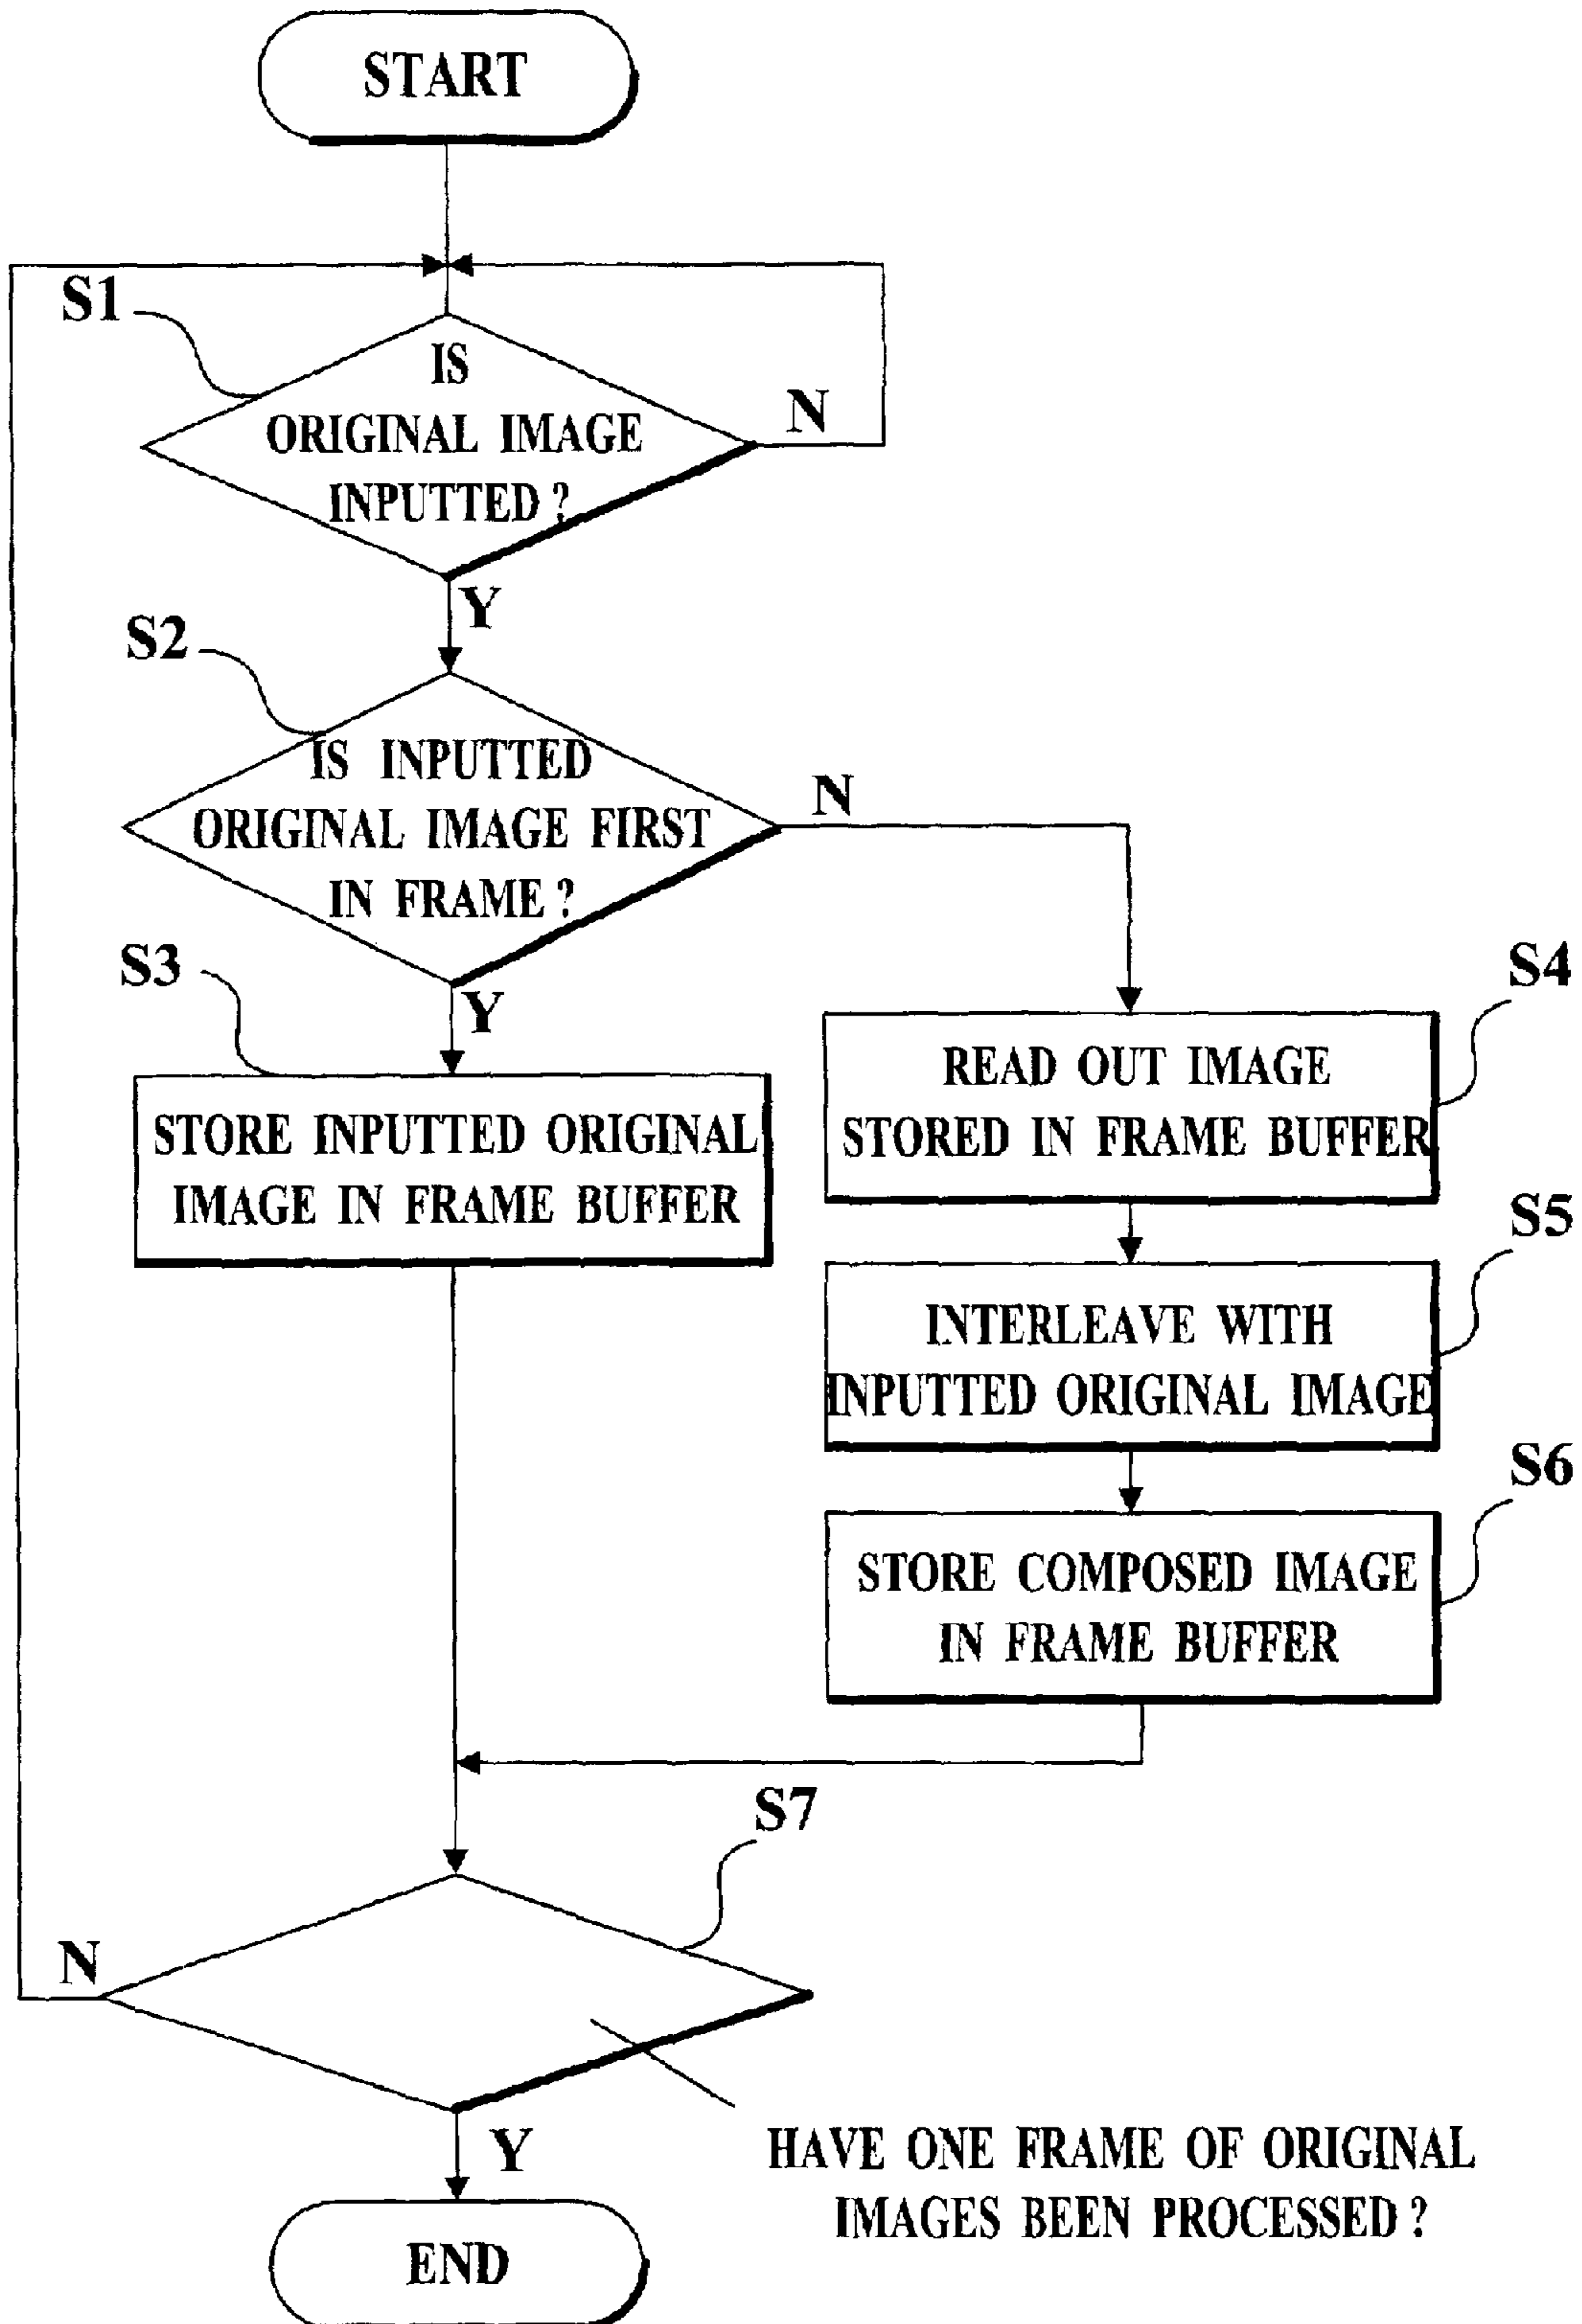 START
S1
IS
ORIGINAL IMAGE
INPUTTED?
N
Y
S2
IS INPUTTED
ORIGINAL IMAGE FIRST
IN FRAME?
N
Y
S3
STORE INPUTTED ORIGINAL
IMAGE IN FRAME BUFFER
S4
READ OUT IMAGE
STORED IN FRAME BUFFER
S5
INTERLEAVE WITH
INPUTTED ORIGINAL IMAGE
S6
STORE COMPOSED IMAGE
IN FRAME BUFFER
S7
N
Y
HAVE ONE FRAME OF ORIGINAL
IMAGES BEEN PROCESSED?
END